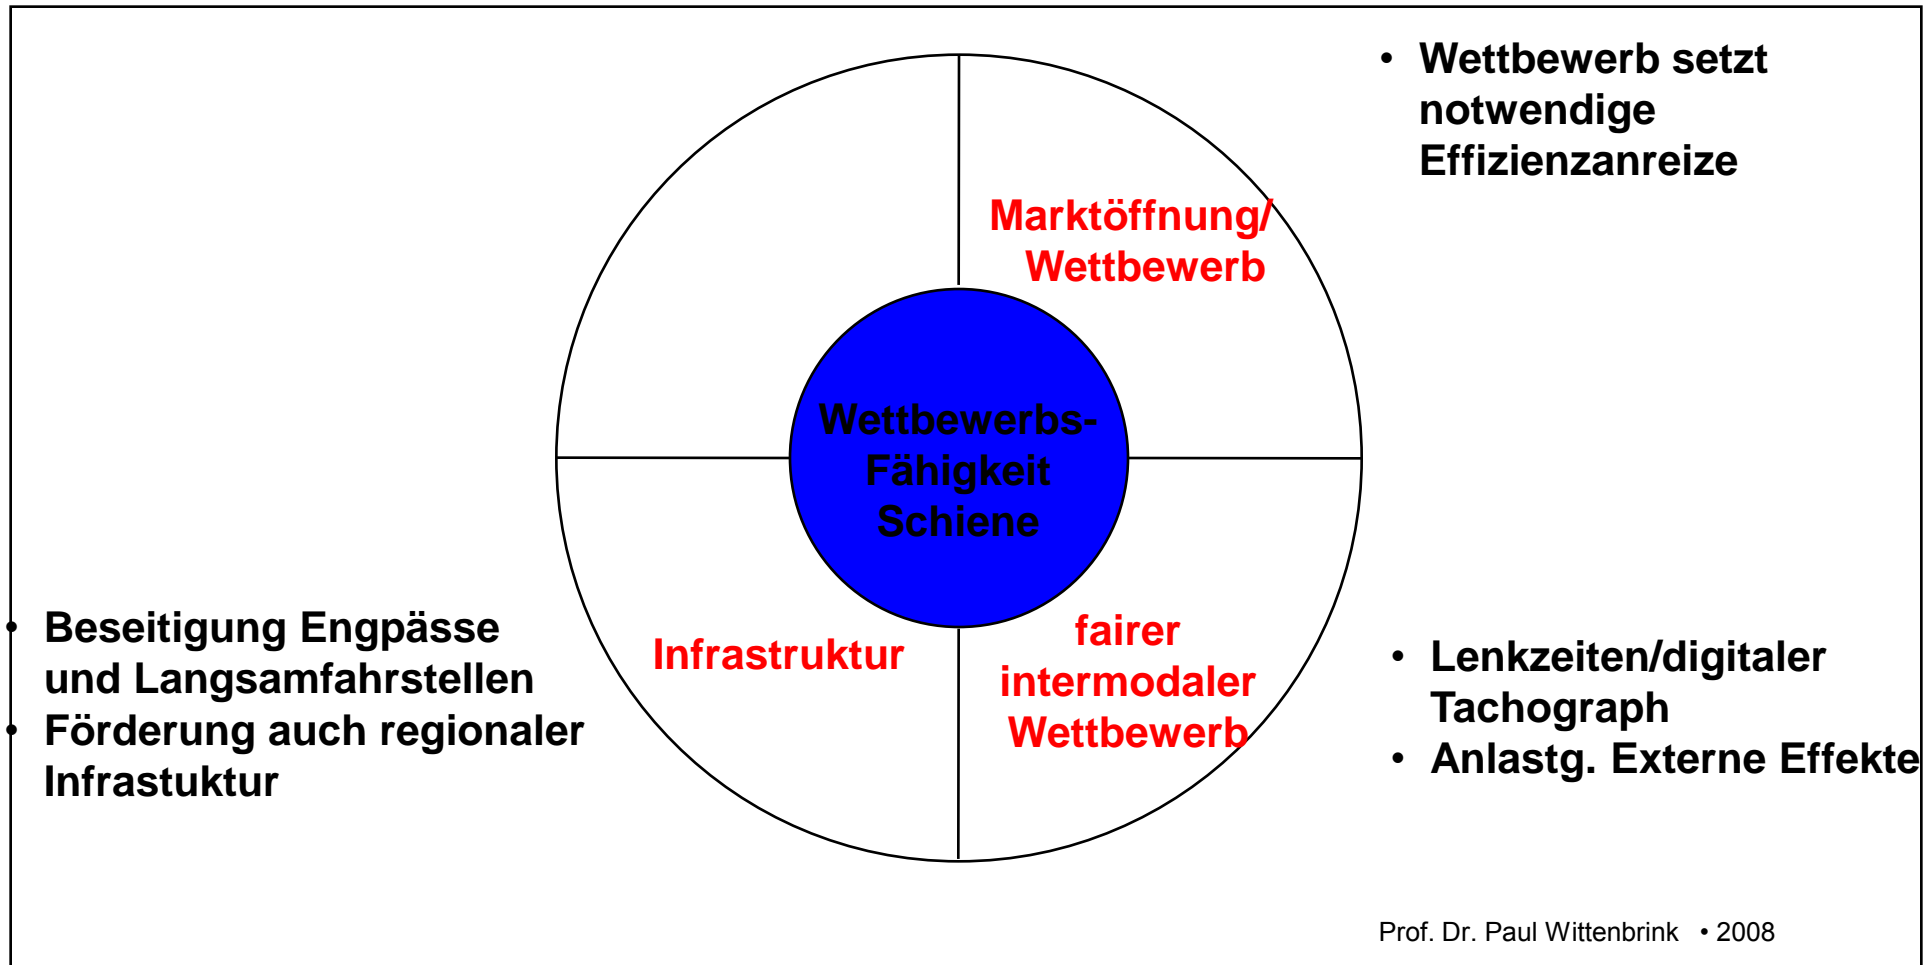 • Wettbewerb setzt
notwendige
Effizienzanreize
Marktöffnung/
Wettbewerb
Wettbewerbs-
Fähigkeit
Schiene
Infrastruktur
fairer
intermodaler
Wettbewerb
• Beseitigung Engpässe
und Langsamfahrstellen
• Förderung auch regionaler
Infrastuktur
• Lenkzeiten/digitaler
Tachograph
• Anlastg. Externe Effekte
Prof. Dr. Paul Wittenbrink • 2008